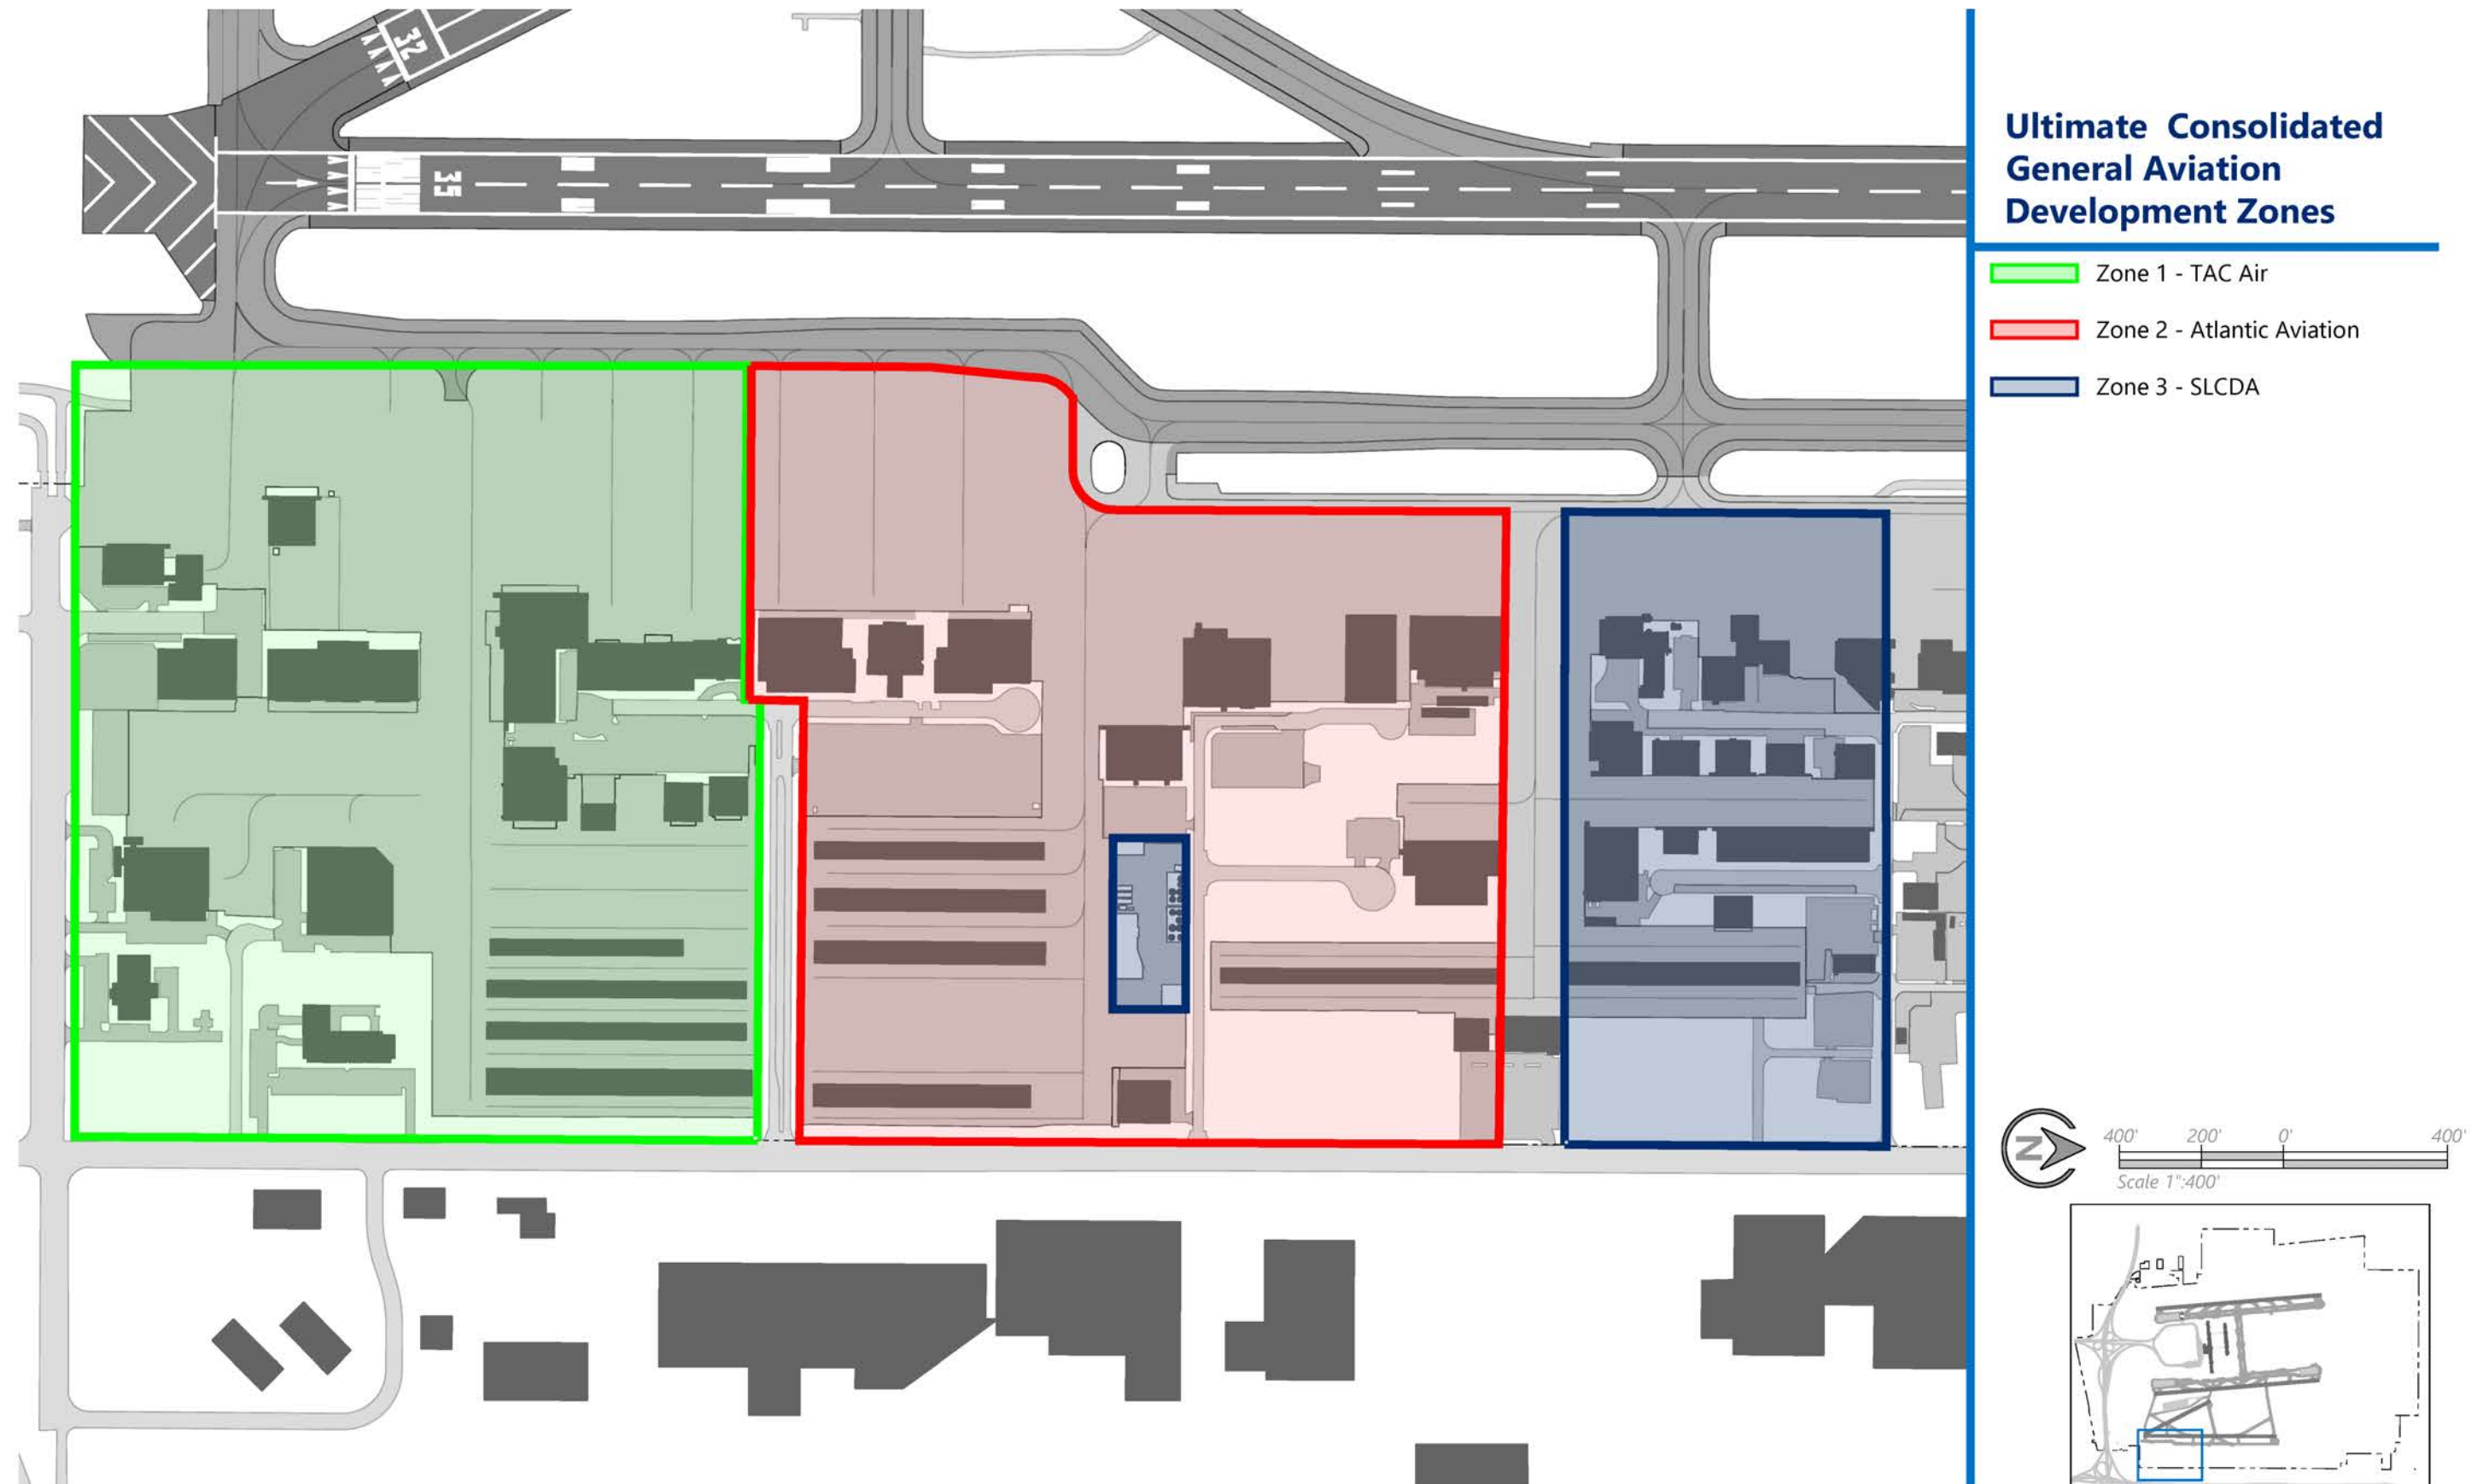 32
35
Ultimate Consolidated
General Aviation
Development Zones
Zone 1 - TAC Air
Zone 2 - Atlantic Aviation
Zone 3 - SLCDA
N
400' 200' 0' 400'
Scale 1":400'